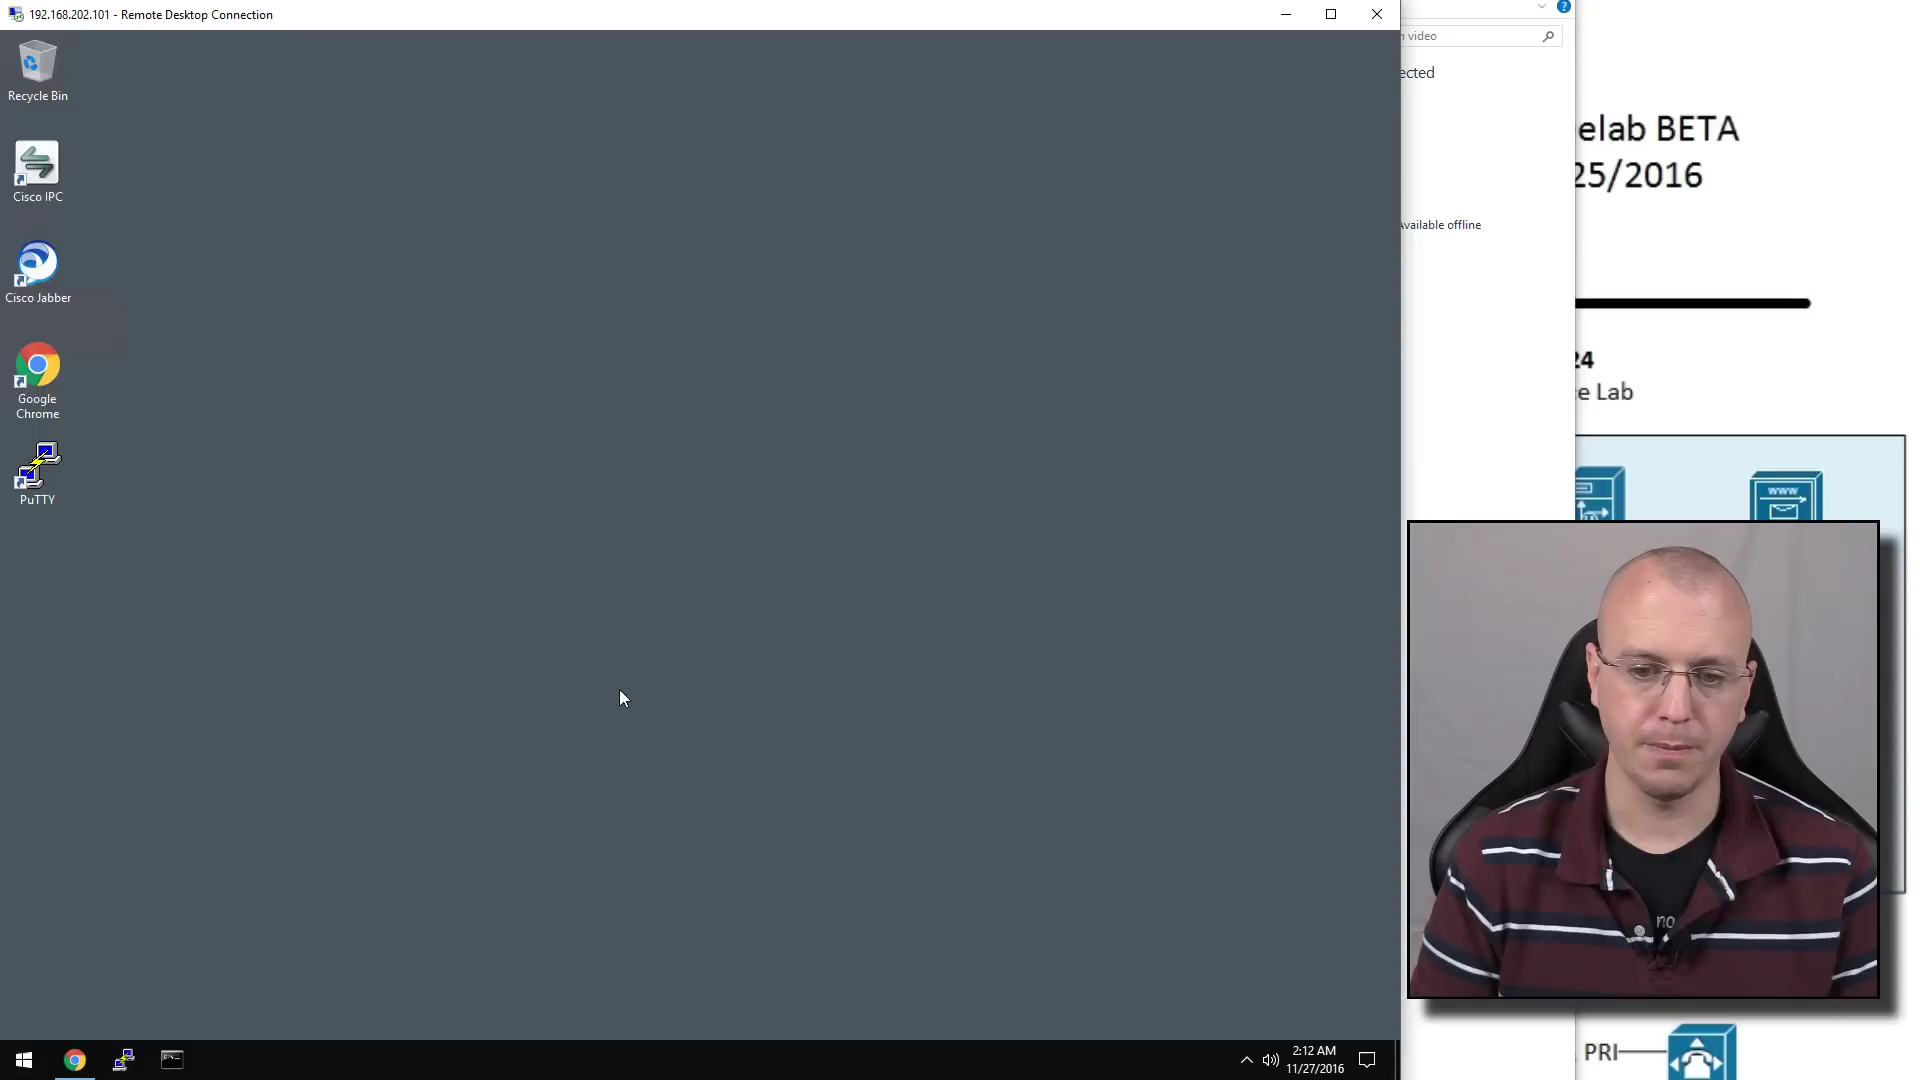 192.168.202.101 - Remote Desktop Connection
Recycle Bin
Cisco IPC
Cisco Jabber
Google
Chrome
PuTTY
video
ected
Available offline
elab BETA
25/2016
24
e Lab
WWW
no
PRI
2:12 AM
11/27/2016